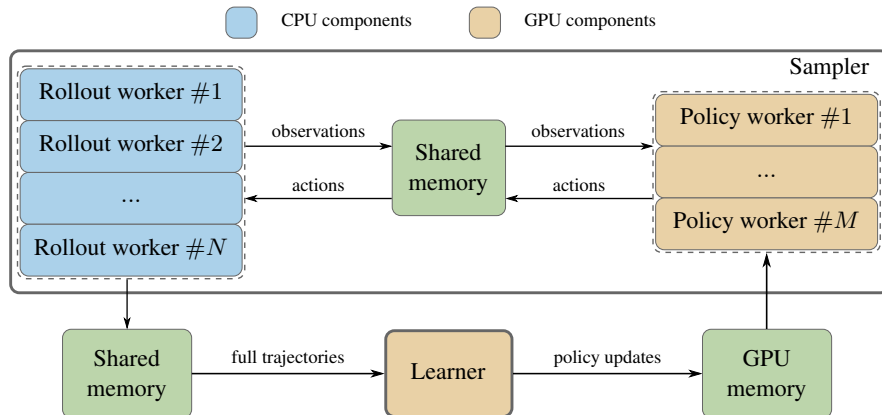 CPU components
GPU components
Sampler
Rollout worker #1
Rollout worker #2
...
Rollout worker #N
observations
actions
Shared
memory
observations
actions
Policy worker #1
...
Policy worker #M
Shared
memory
full trajectories
Learner
policy updates
GPU
memory